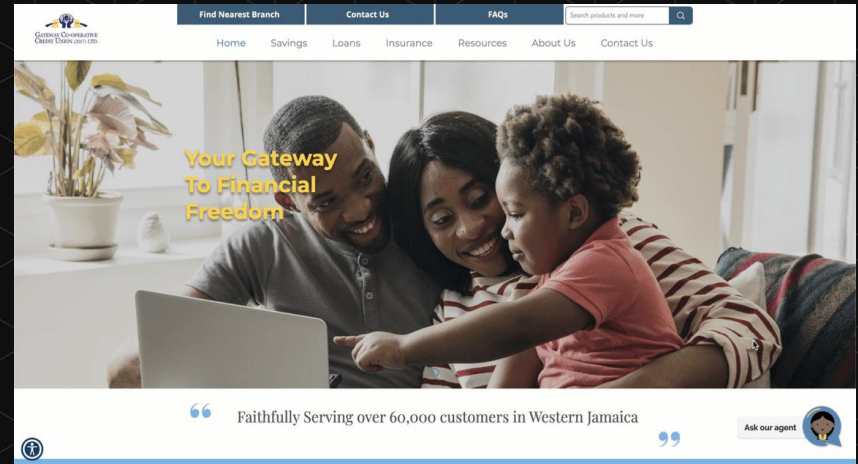 Find Nearest Branch
Contact Us
FAQs
Search products and more
GATEWAY CO-OPERATIVE
CREDIT UNION (2017) LTD.
Home
Savings
Loans
Insurance
Resources
About Us
Contact Us
Your Gateway
To Financial
Freedom
“ Faithfully Serving over 60,000 customers in Western Jamaica ”
Ask our agent